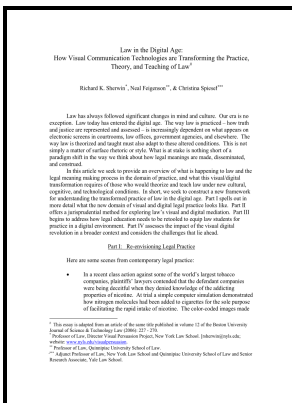 Law in the Digital Age:
How Visual Communication Technologies are Transforming the Practice,
Theory, and Teaching of Law*
Richard K. Sherwin*, Neal Feigenson**, & Christina Spiesel***
Law has always followed significant changes in mind and culture. Our era is no
exception. Law today has entered the digital age. The way law is practiced – how truth
and justice are represented and assessed – is increasingly dependent on what appears on
electronic screens in courtrooms, law offices, government agencies, and elsewhere. The
way law is theorized and taught must also adapt to these altered conditions. This is not
simply a matter of surface rhetoric or style. What is at stake is nothing short of a
paradigm shift in the way we think about how legal meanings are made, disseminated,
and construed.
In this article we seek to provide an overview of what is happening to law and the
legal meaning making process in the domain of practice, and what this visual/digital
transformation requires of those who would theorize and teach law under new cultural,
cognitive, and technological conditions. In short, we seek to construct a new framework
for understanding the transformed practice of law in the digital age. Part I spells out in
more detail what the new domain of visual and digital legal practice looks like. Part II
offers a jurisprudential method for exploring law's visual and digital mediation. Part III
begins to address how legal education needs to be retooled to equip law students for
practice in a digital environment. Part IV assesses the impact of the visual digital
revolution in a broader context and considers the challenges that lie ahead.
Part I: Re-envisioning Legal Practice
Here are some scenes from contemporary legal practice:
• In a recent class action against some of the world's largest tobacco
companies, plaintiffs' lawyers contended that the defendant companies
were being deceitful when they denied knowledge of the addicting
properties of nicotine. At trial a simple computer simulation demonstrated
how nitrogen molecules had been added to cigarettes for the sole purpose
of facilitating the rapid intake of nicotine. The color-coded images made
* This essay is adapted from an article of the same title published in volume 12 of the Boston University
Journal of Science & Technology Law (2006): 227 - 270.
* Professor of Law, Director Visual Persuasion Project, New York Law School. [rsherwin@nyls.edu;
website: www.nyls.edu/visualpersuasion.
** Professor of Law, Quinnipiac University School of Law.
*** Adjunct Professor of Law, New York Law School and Quinnipiac University School of Law and Senior
Research Associate, Yale Law School.